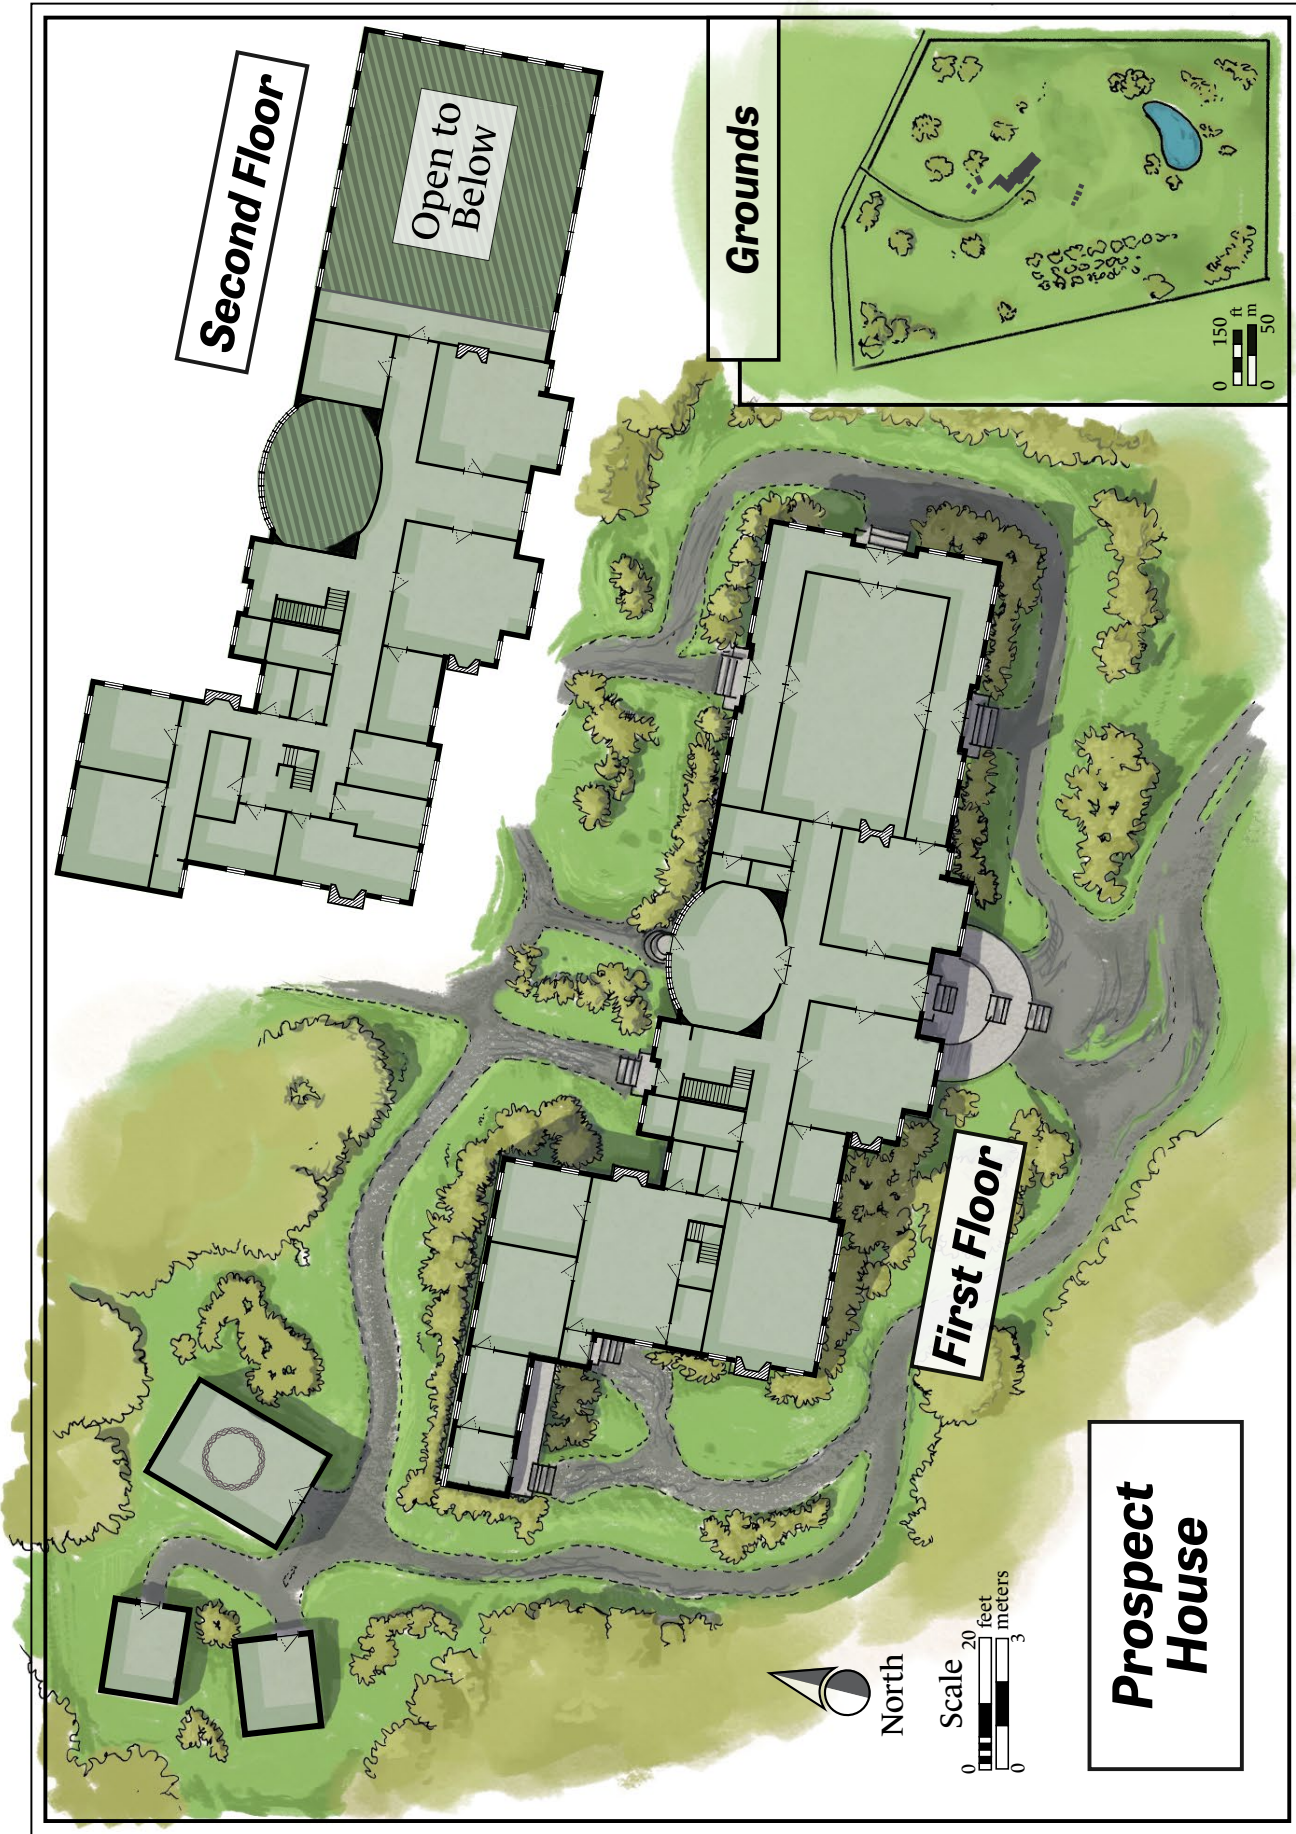 Second Floor
Open to
Below
Grounds
0 150 ft
0 50 m
First Floor
North
Scale
0 20 feet
0 3 meters
Prospect
House